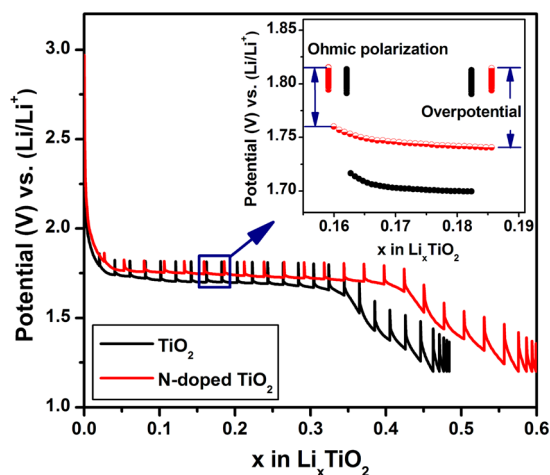 3.0
2.5
2.0
1.5
1.0
0.0
0.1
0.2
0.3
0.4
0.5
0.6
Potential (V) vs. (Li/Li⁺)
x in LiₓTiO₂
TiO₂
N-doped TiO₂
1.85
1.80
1.75
1.70
0.16
0.17
0.18
0.19
Potential (V) vs. (Li/Li⁺)
x in LiₓTiO₂
Ohmic polarization
Overpotential